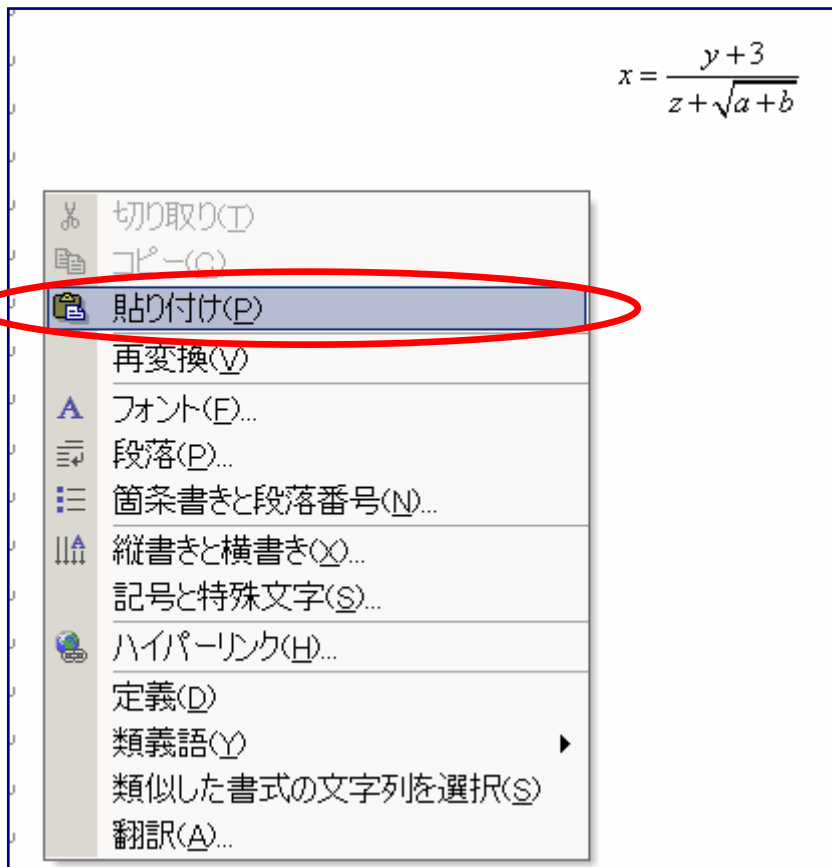 x = \frac{y+3}{z+\sqrt{a+b}}
切り取り(T)
コピー(C)
貼り付け(P)
再変換(V)
フォント(F)...
段落(P)...
箇条書きと段落番号(N)...
縦書きと横書き(X)...
記号と特殊文字(S)...
ハイパーリンク(H)...
定義(D)
類義語(Y)
類似した書式の文字列を選択(S)
翻訳(A)...